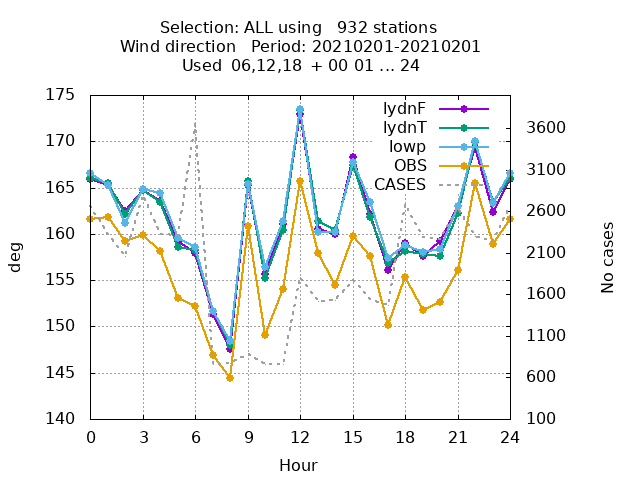 Selection: ALL using   932 stations
Wind direction   Period: 20210201-20210201
Used  06,12,18  + 00 01 ... 24
lydnF
lydnT
lowp
OBS
CASES
175
170
165
160
155
150
145
140
deg
3600
3100
2600
2100
1600
1100
600
100
No cases
0 3 6 9 12 15 18 21 24
Hour